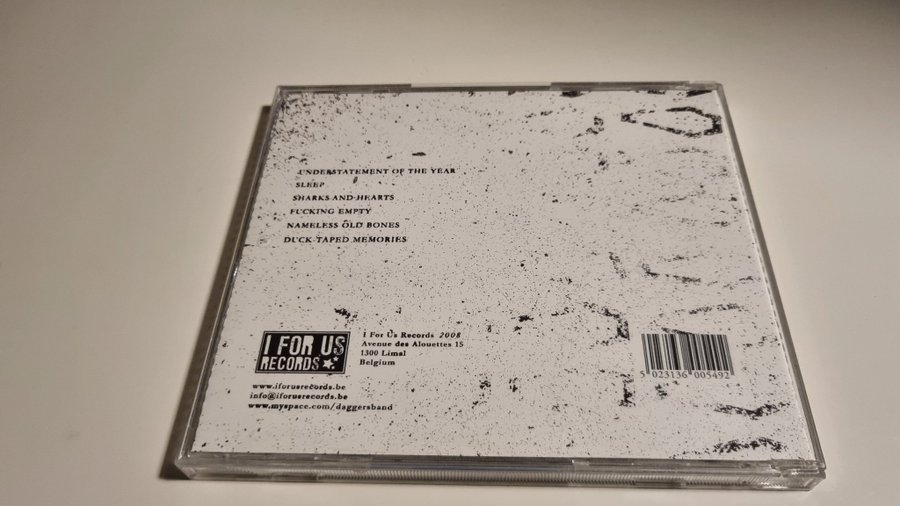 UNDERSTATEMENT OF THE YEAR
SLEEP
SHARKS AND HEARTS
FUCKING EMPTY
NAMELESS OLD BONES
DUCK TAPED MEMORIES
I FOR US
RECORDS
I For Us Records 2008
Avenue des Alouettes 15
1300 Limal
Belgium
www.iforusrecords.be
info@iforusrecords.be
www.myspace.com/daggersband
5 023136 005492